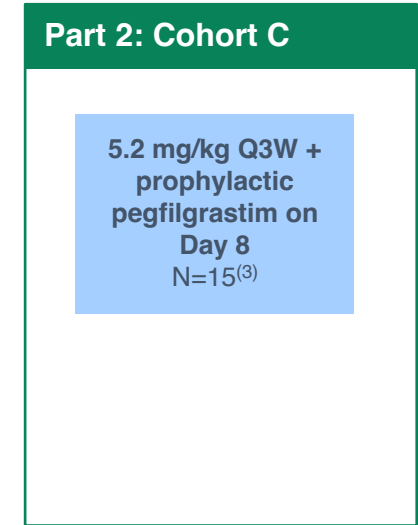 Part 2: Cohort C
5.2 mg/kg Q3W +
prophylactic
pegfilgrastim on
Day 8
N=15(3)